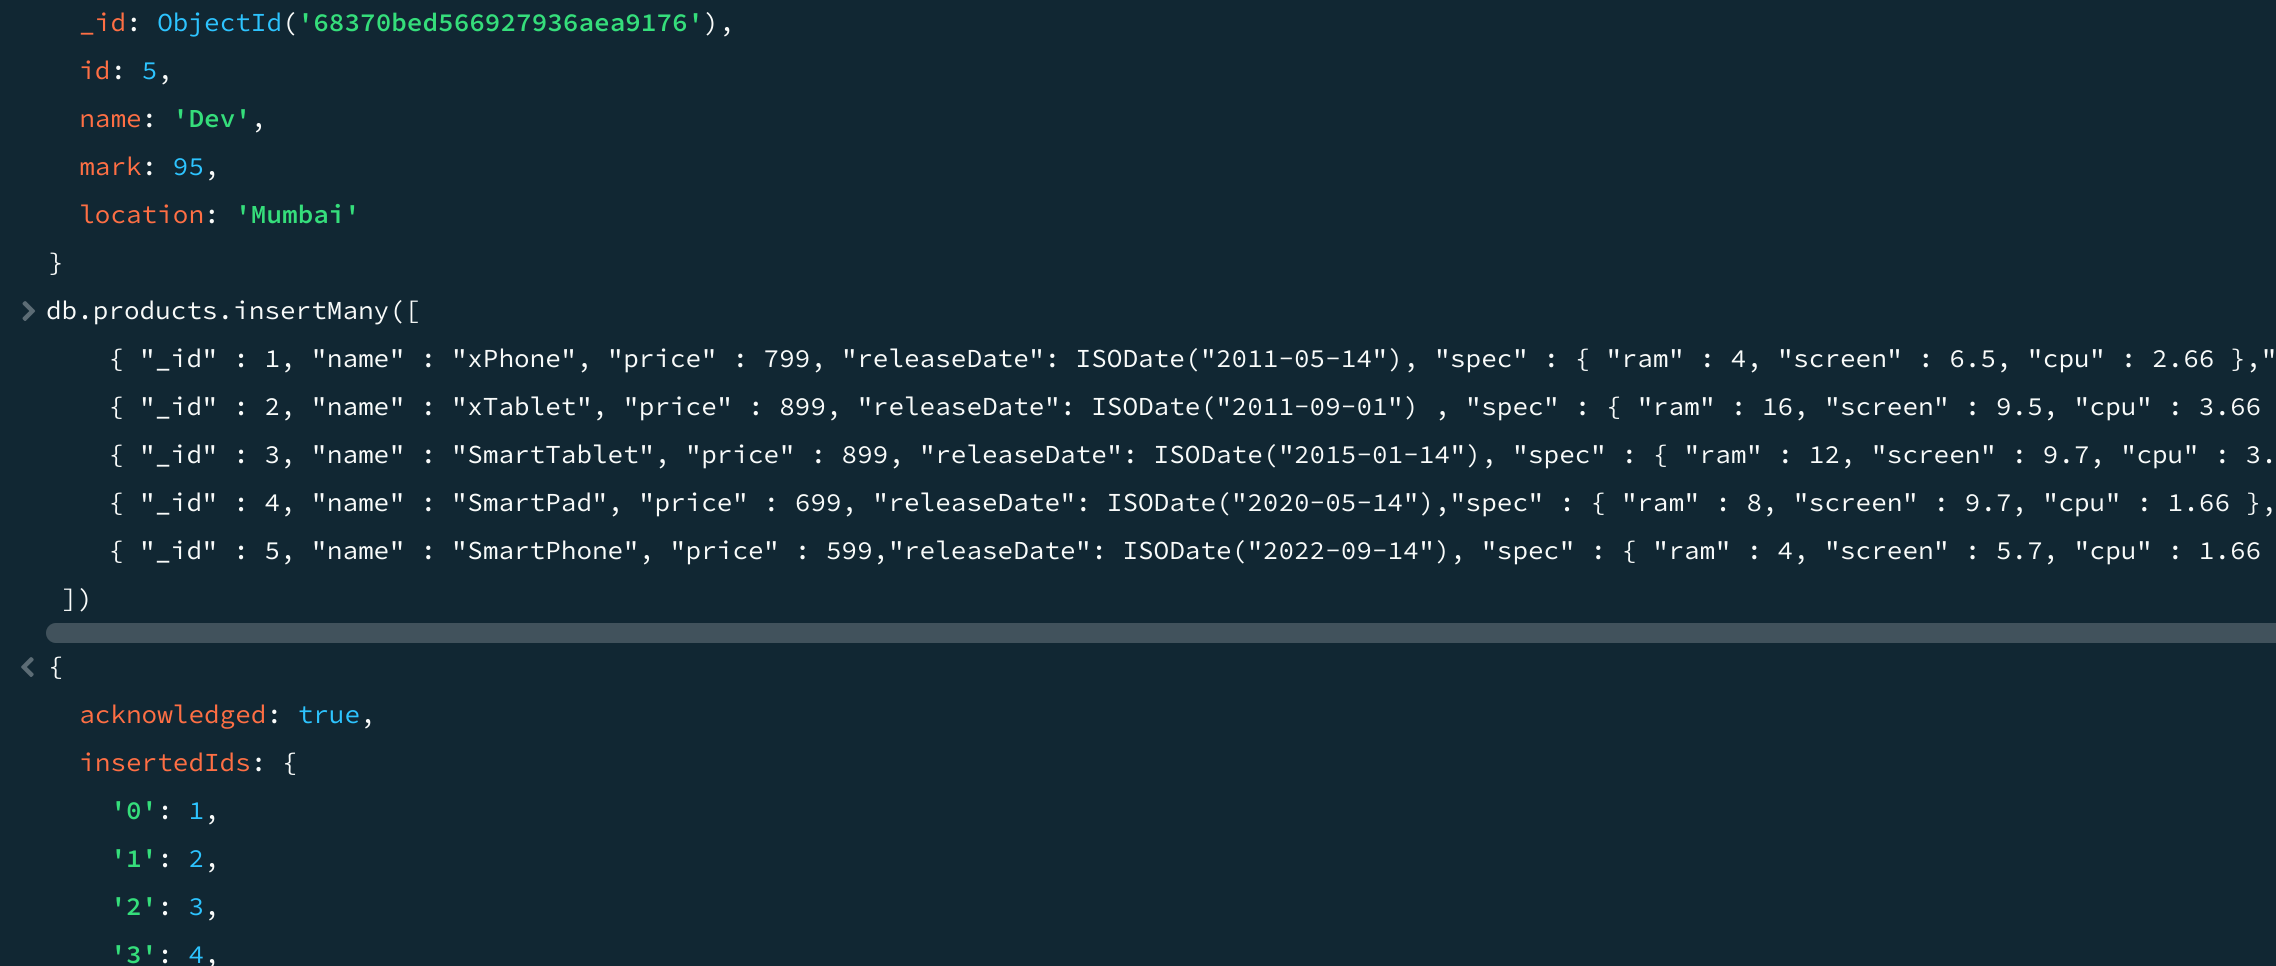 _id: ObjectId('68370bed566927936aea9176'),
id: 5,
name: 'Dev',
mark: 95,
location: 'Mumbai'
}
db.products.insertMany([
{ "_id" : 1, "name" : "xPhone", "price" : 799, "releaseDate": ISODate("2011-05-14"), "spec" : { "ram" : 4, "screen" : 6.5, "cpu" : 2.66 },"
{ "_id" : 2, "name" : "xTablet", "price" : 899, "releaseDate": ISODate("2011-09-01") , "spec" : { "ram" : 16, "screen" : 9.5, "cpu" : 3.66
{ "_id" : 3, "name" : "SmartTablet", "price" : 899, "releaseDate": ISODate("2015-01-14"), "spec" : { "ram" : 12, "screen" : 9.7, "cpu" : 3.
{ "_id" : 4, "name" : "SmartPad", "price" : 699, "releaseDate": ISODate("2020-05-14"),"spec" : { "ram" : 8, "screen" : 9.7, "cpu" : 1.66 },
{ "_id" : 5, "name" : "SmartPhone", "price" : 599,"releaseDate": ISODate("2022-09-14"), "spec" : { "ram" : 4, "screen" : 5.7, "cpu" : 1.66
])
{
acknowledged: true,
insertedIds: {
'0': 1,
'1': 2,
'2': 3,
'3': 4,